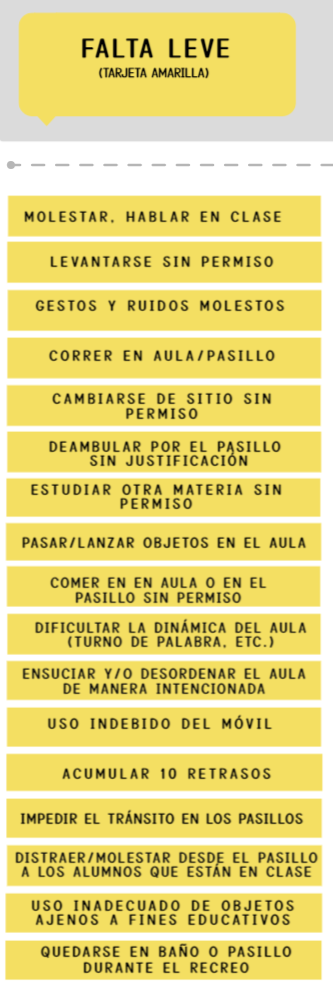 FALTA LEVE
(TARJETA AMARILLA)
MOLESTAR, HABLAR EN CLASE
LEVANTARSE SIN PERMISO
GESTOS Y RUIDOS MOLESTOS
CORRER EN AULA/PASILLO
CAMBIARSE DE SITIO SIN
PERMISO
DEAMBULAR POR EL PASILLO
SIN JUSTIFICACIÓN
ESTUDIAR OTRA MATERIA SIN
PERMISO
PASAR/LANZAR OBJETOS EN EL AULA
COMER EN EN AULA O EN EL
PASILLO SIN PERMISO
DIFICULTAR LA DINÁMICA DEL AULA
(TURNO DE PALABRA, ETC.)
ENSUCIAR Y/O DESORDENAR EL AULA
DE MANERA INTENCIONADA
USO INDEBIDO DEL MÓVIL
ACUMULAR 10 RETRASOS
IMPEDIR EL TRÁNSITO EN LOS PASILLOS
DISTRAER/MOLESTAR DESDE EL PASILLO
A LOS ALUMNOS QUE ESTÁN EN CLASE
USO INADECUADO DE OBJETOS
AJENOS A FINES EDUCATIVOS
QUEDARSE EN BAÑO O PASILLO
DURANTE EL RECREO